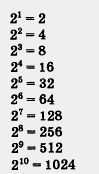 2¹ = 2
2² = 4
2³ = 8
2⁴ = 16
2⁵ = 32
2⁶ = 64
2⁷ = 128
2⁸ = 256
2⁹ = 512
2¹⁰ = 1024